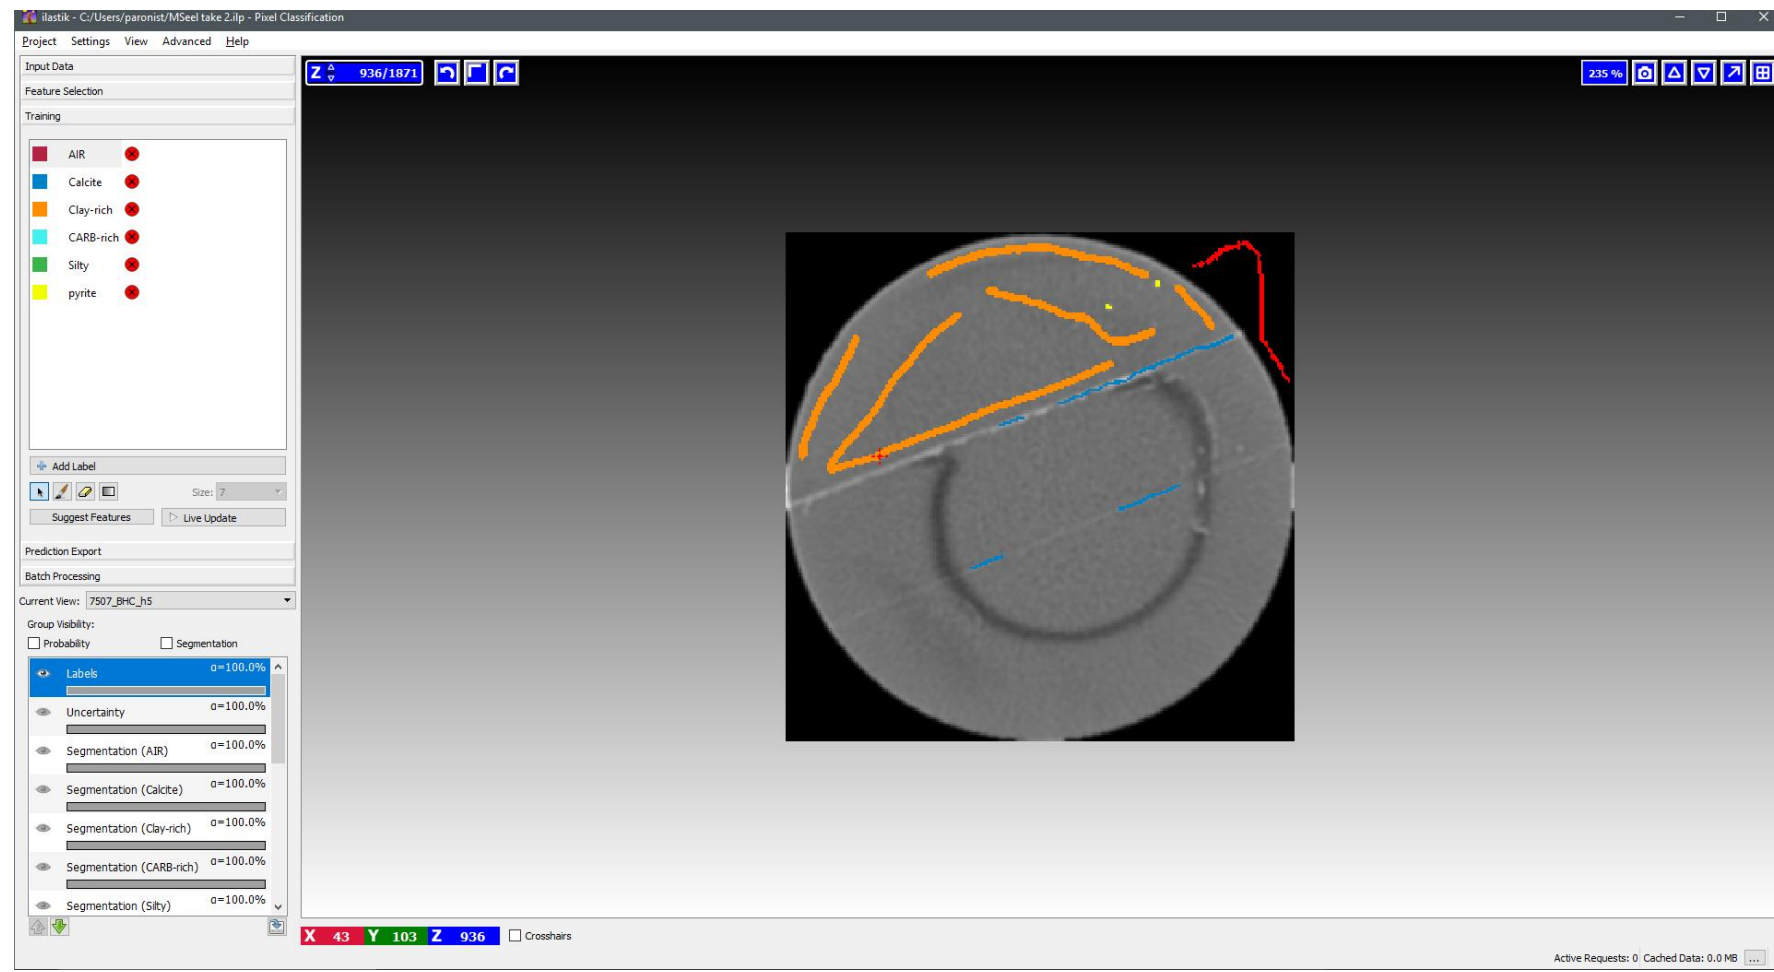 ilastik - C:/Users/paronist/MSeel take 2.ilp - Pixel Classification
Project Settings View Advanced Help
Input Data
Feature Selection
Training
AIR
Calcite
Clay-rich
CARB-rich
Silty
pyrite
Add Label
Size: 7
Suggest Features Live Update
Prediction Export
Batch Processing
Current View: 7507_BHC_h5
Group Visibility:
Probability Segmentation
Labels α=100.0%
Uncertainty α=100.0%
Segmentation (AIR) α=100.0%
Segmentation (Calcite) α=100.0%
Segmentation (Clay-rich) α=100.0%
Segmentation (CARB-rich) α=100.0%
Segmentation (Silty) α=100.0%
Z 936/1871
235 %
X 43 Y 103 Z 936 Crosshairs
Active Requests: 0 Cached Data: 0.0 MB ...